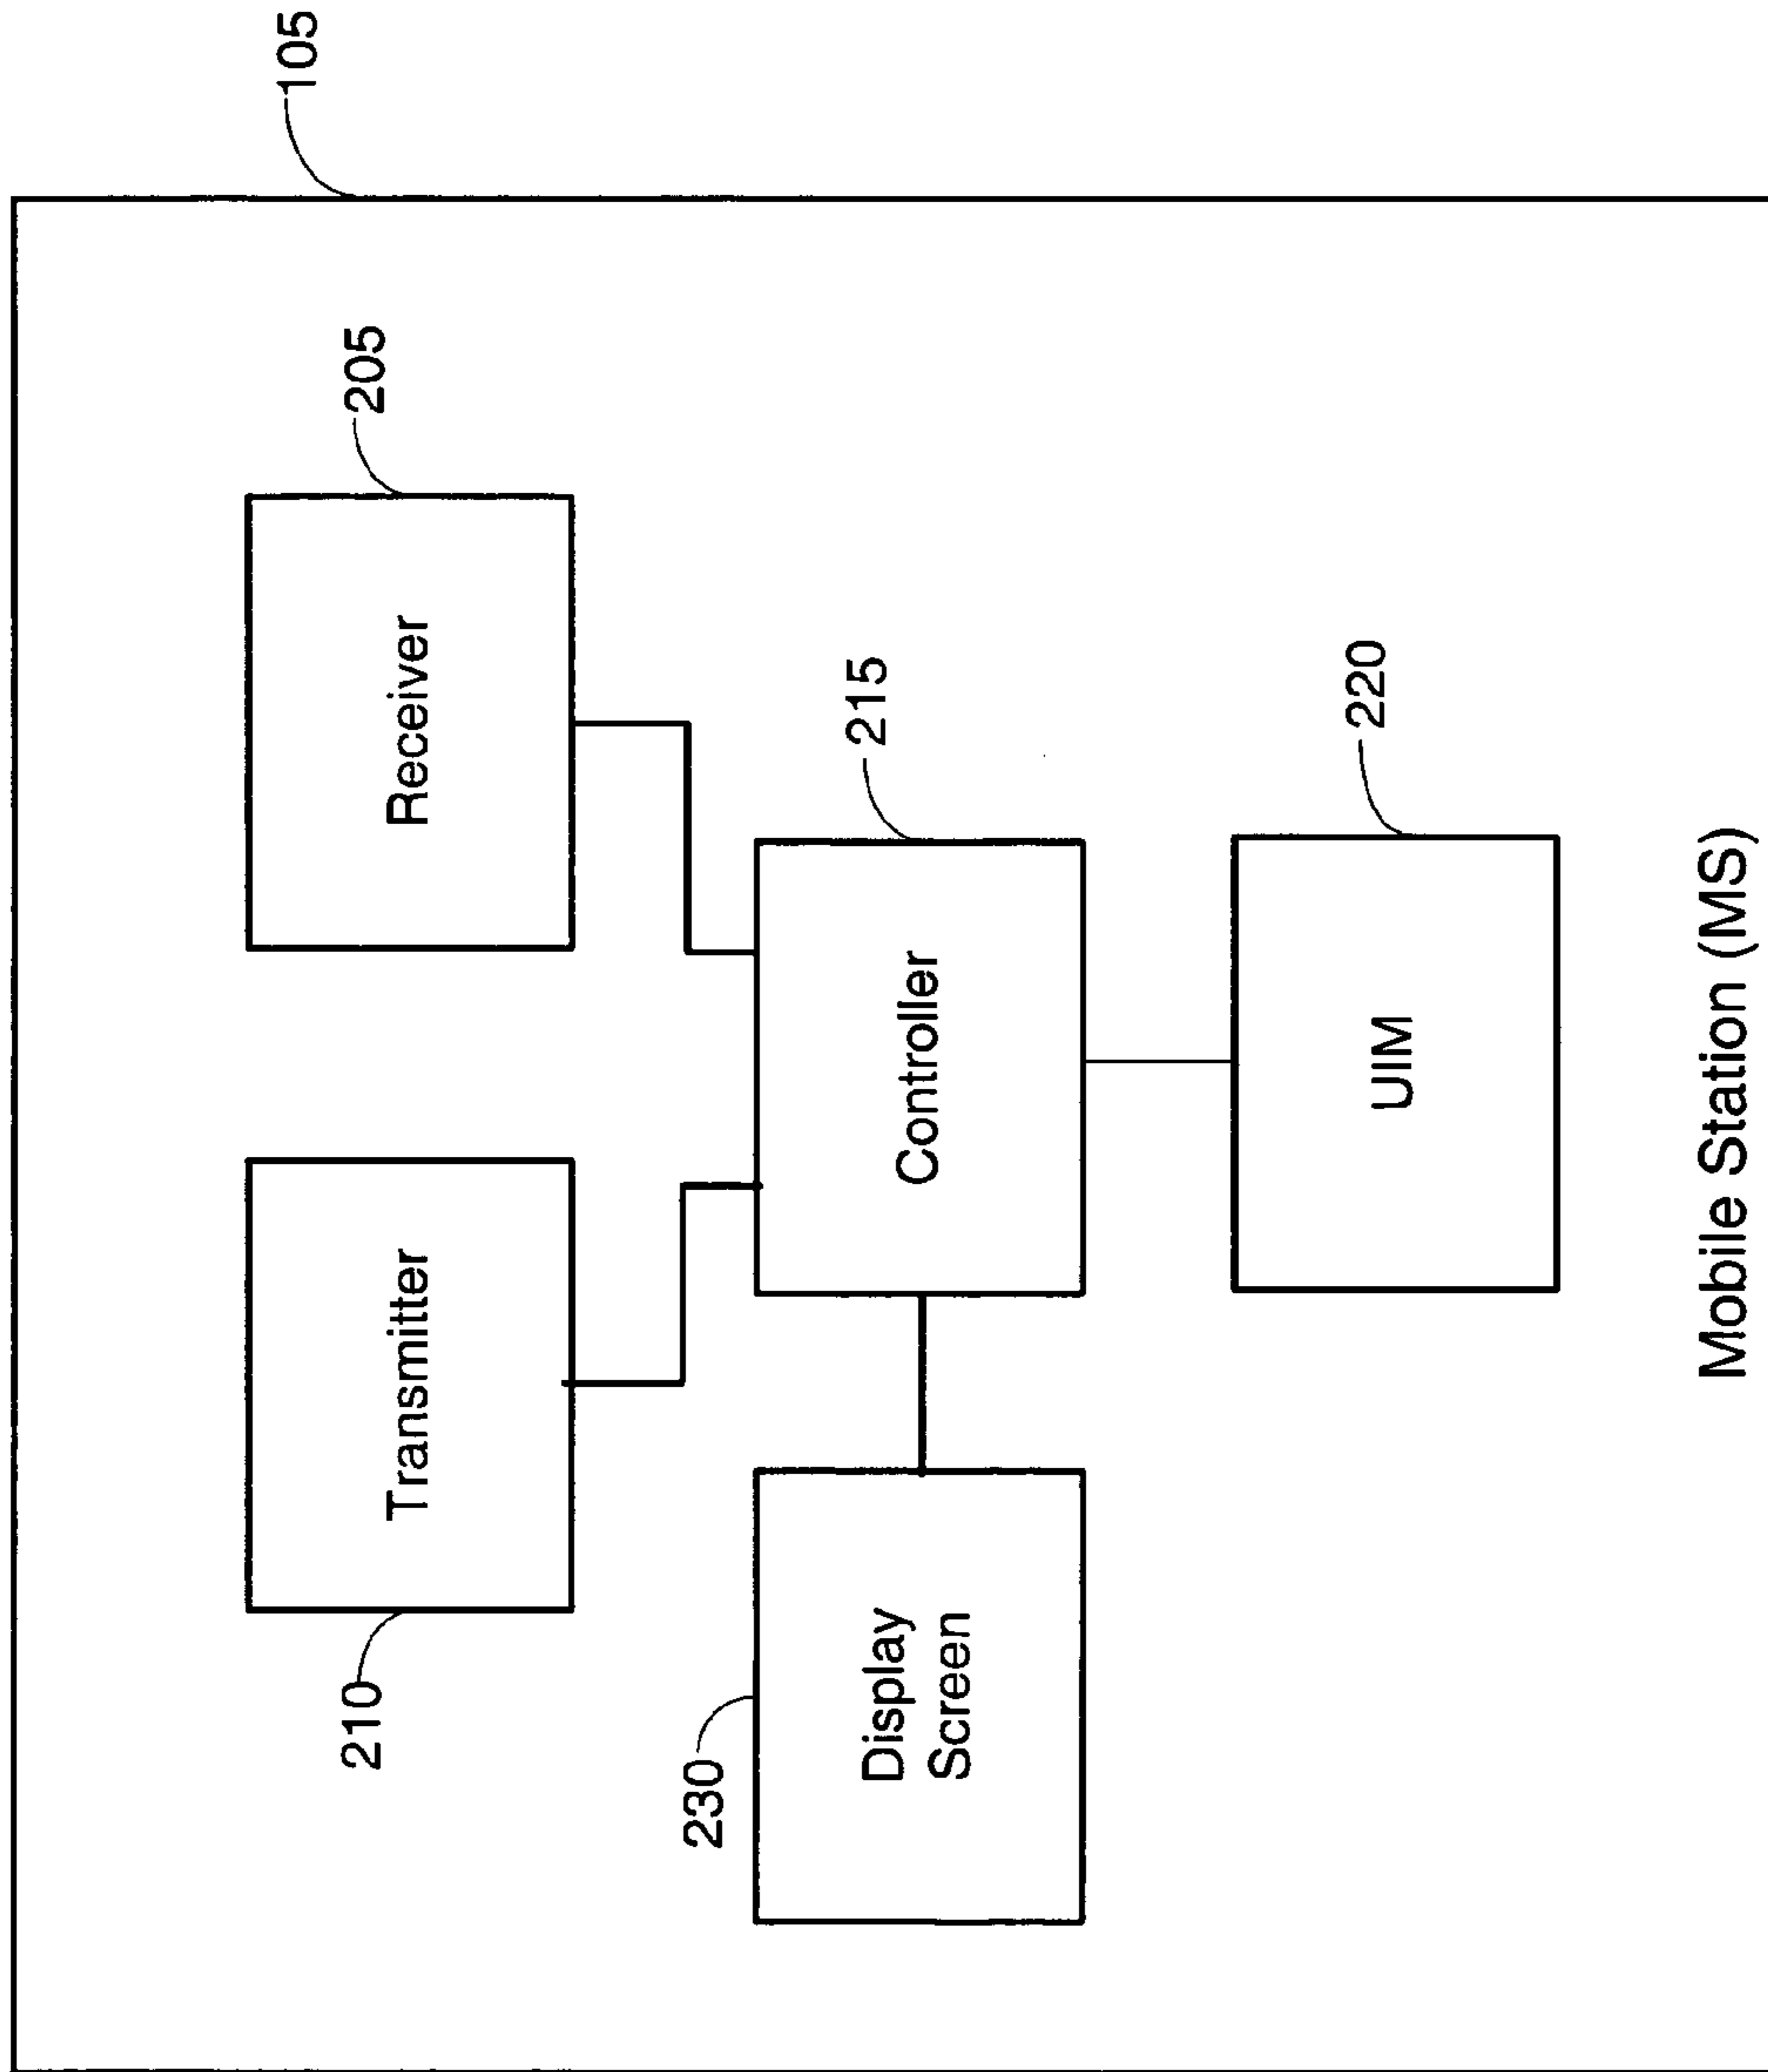 105
205
Receiver
210
Transmitter
215
Controller
230
Display
Screen
220
UIM
Mobile Station (MS)